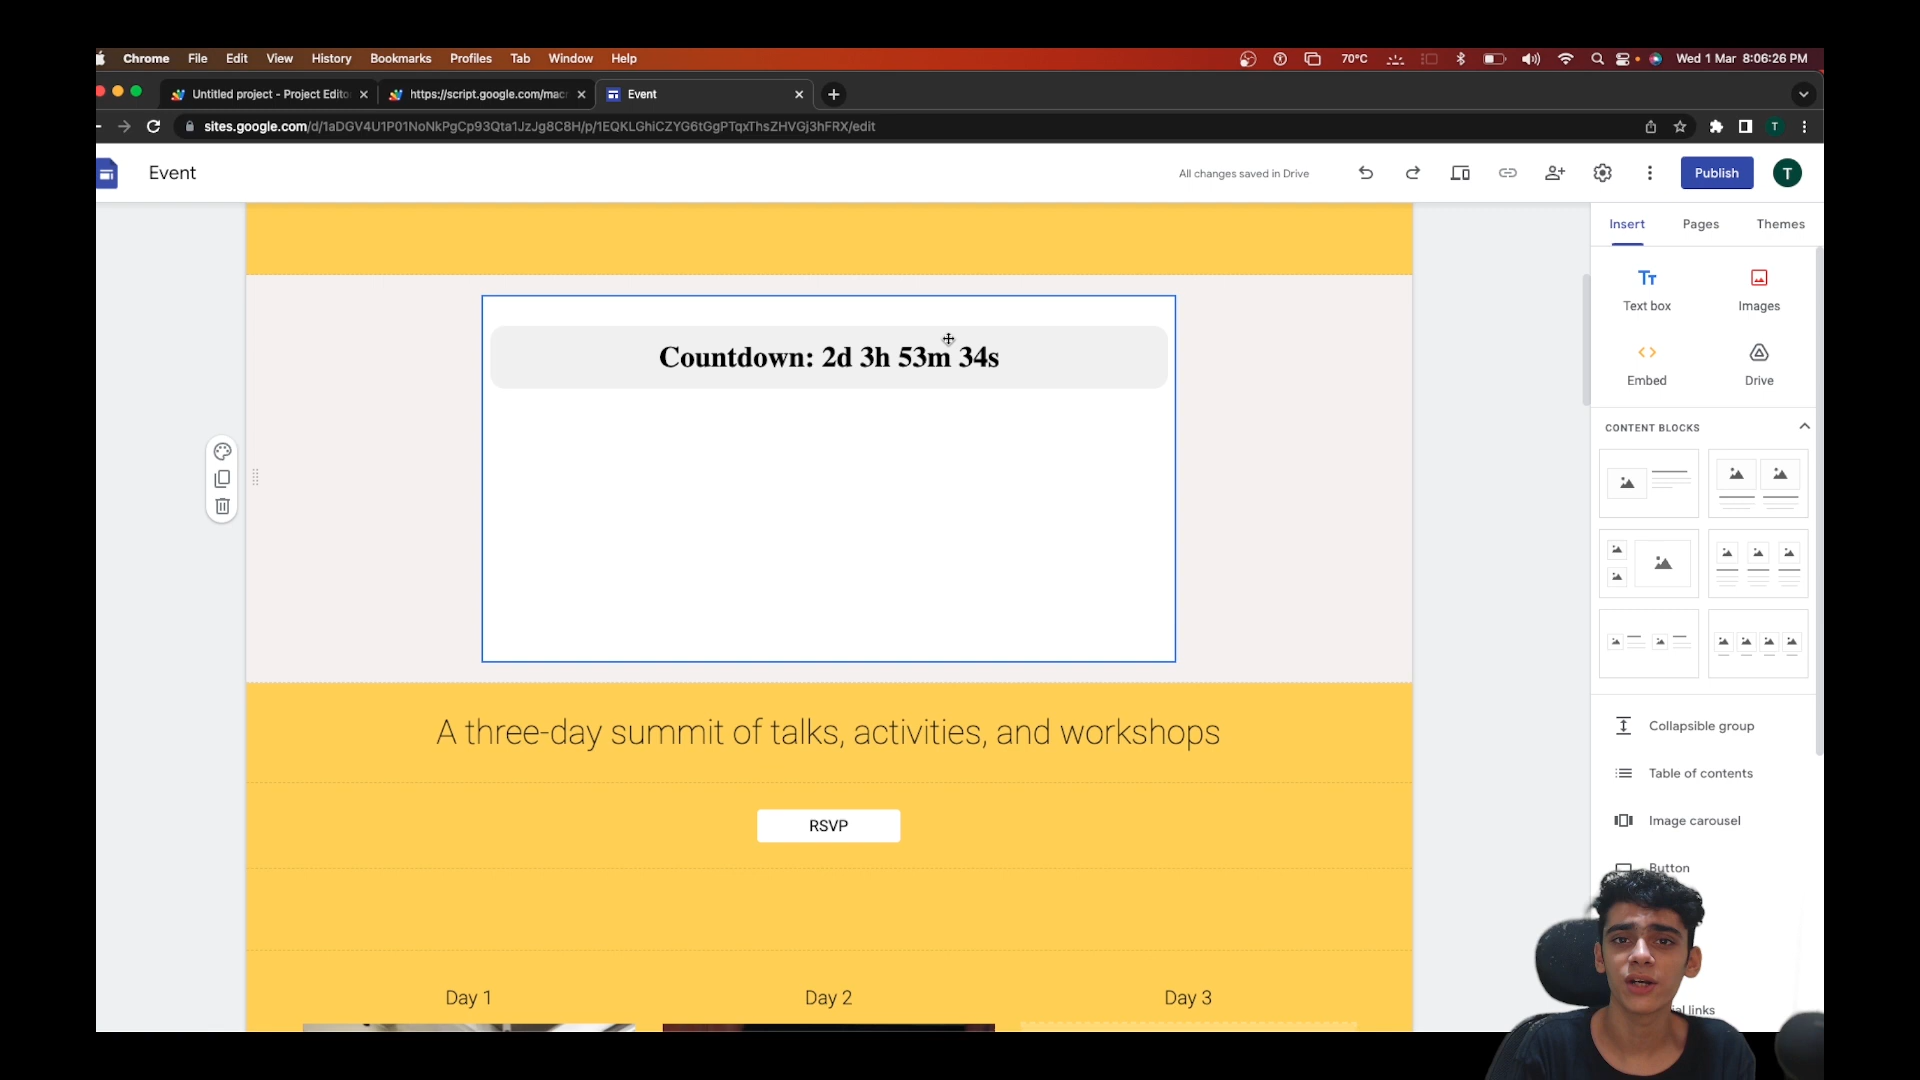 Chrome File Edit View History Bookmarks Profiles Tab Window Help 70°C Wed 1 Mar 8:06:26 PM
Untitled project - Project Edito https://script.google.com/mac Event
sites.google.com/d/1aDGV4U1P01NoNkPgCp93Qta1JzJg8C8H/p/1EQKLGhiCZYG6tGgPTqxThsZHVGj3hFRX/edit T
Event All changes saved in Drive Publish T
Insert Pages Themes
Text box Images
Embed Drive
CONTENT BLOCKS
Countdown: 2d 3h 53m 34s
A three-day summit of talks, activities, and workshops
RSVP
Day 1 Day 2 Day 3
Collapsible group
Table of contents
Image carousel
Button
links